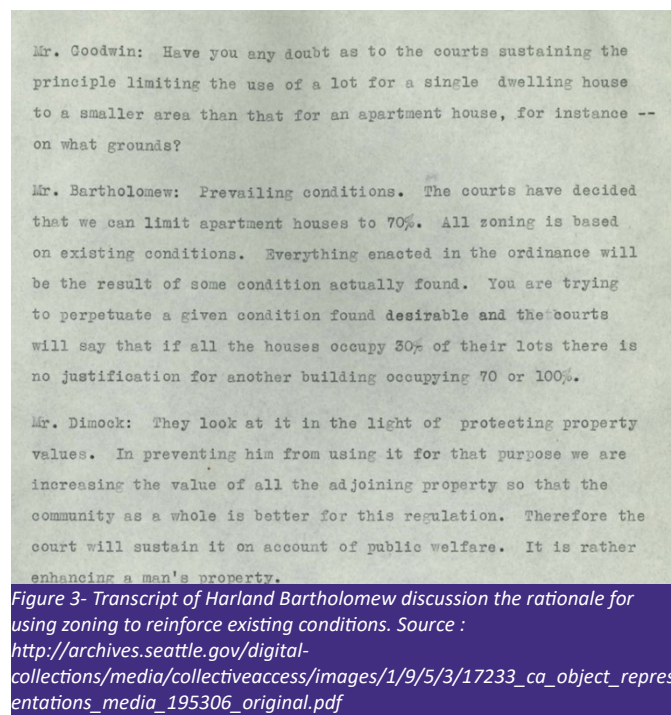 Mr. Goodwin: Have you any doubt as to the courts sustaining the
principle limiting the use of a lot for a single dwelling house
to a smaller area than that for an apartment house, for instance --
on what grounds?
Mr. Bartholomew: Prevailing conditions. The courts have decided
that we can limit apartment houses to 70%. All zoning is based
on existing conditions. Everything enacted in the ordinance will
be the result of some condition actually found. You are trying
to perpetuate a given condition found desirable and the courts
will say that if all the houses occupy 30% of their lots there is
no justification for another building occupying 70 or 100%.
Mr. Dimock: They look at it in the light of protecting property
values. In preventing him from using it for that purpose we are
increasing the value of all the adjoining property so that the
community as a whole is better for this regulation. Therefore the
court will sustain it on account of public welfare. It is rather
enhancing a man's property.
Figure 3- Transcript of Harland Bartholomew discussion the rationale for
using zoning to reinforce existing conditions. Source :
http://archives.seattle.gov/digital-
collections/media/collectiveaccess/images/1/9/5/3/17233_ca_object_repres
entations_media_195306_original.pdf